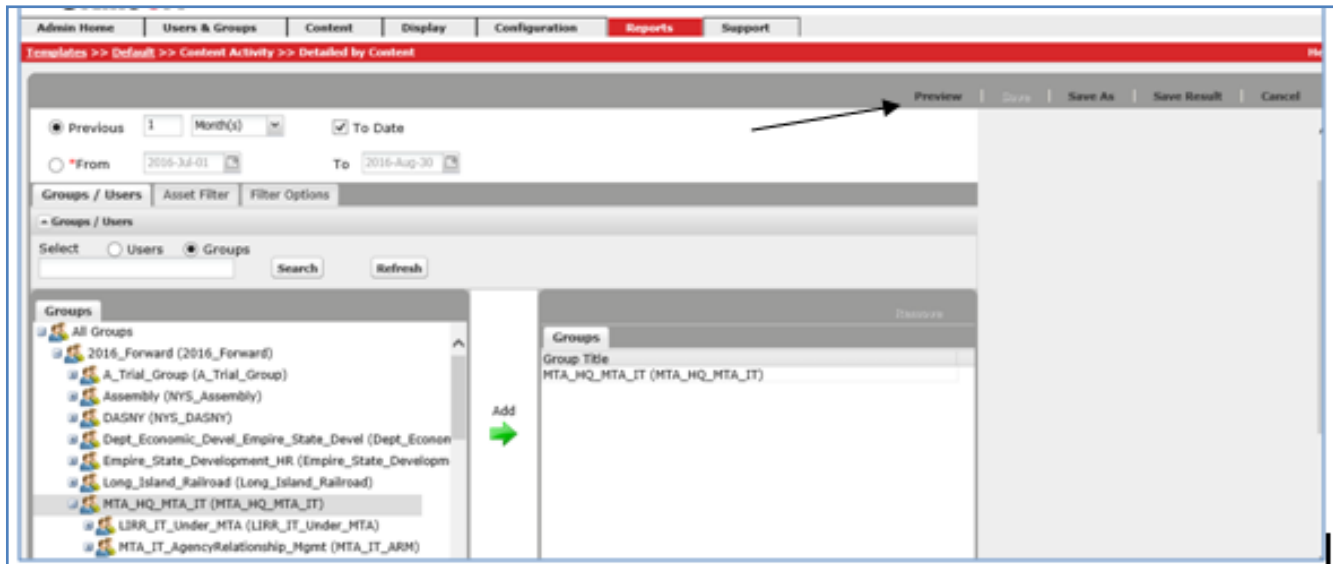 Admin Home Users & Groups Content Display Configuration Reports Support
Templates >> Default >> Content Activity >> Detailed by Content
Preview Save Save As Save Result Cancel
Previous 1 Month(s) To Date
*From 2016-Jul-01 To 2016-Aug-30
Groups / Users Asset Filter Filter Options
Groups / Users
Select Users Groups
Search Refresh
Groups
All Groups
2016_Forward (2016_Forward)
A_Trial_Group (A_Trial_Group)
Assembly (NYS_Assembly)
DASNY (NYS_DASNY)
Dept_Economic_Devel_Empire_State_Devel (Dept_Econon
Empire_State_Development_HR (Empire_State_Developm
Long_Island_Railroad (Long_Island_Railroad)
MTA_HQ_MTA_IT (MTA_HQ_MTA_IT)
LIRR_IT_Under_MTA (LIRR_IT_Under_MTA)
MTA_IT_AgencyRelationship_Mgmt (MTA_IT_ARM)
Add
Remove
Groups
Group Title
MTA_HQ_MTA_IT (MTA_HQ_MTA_IT)